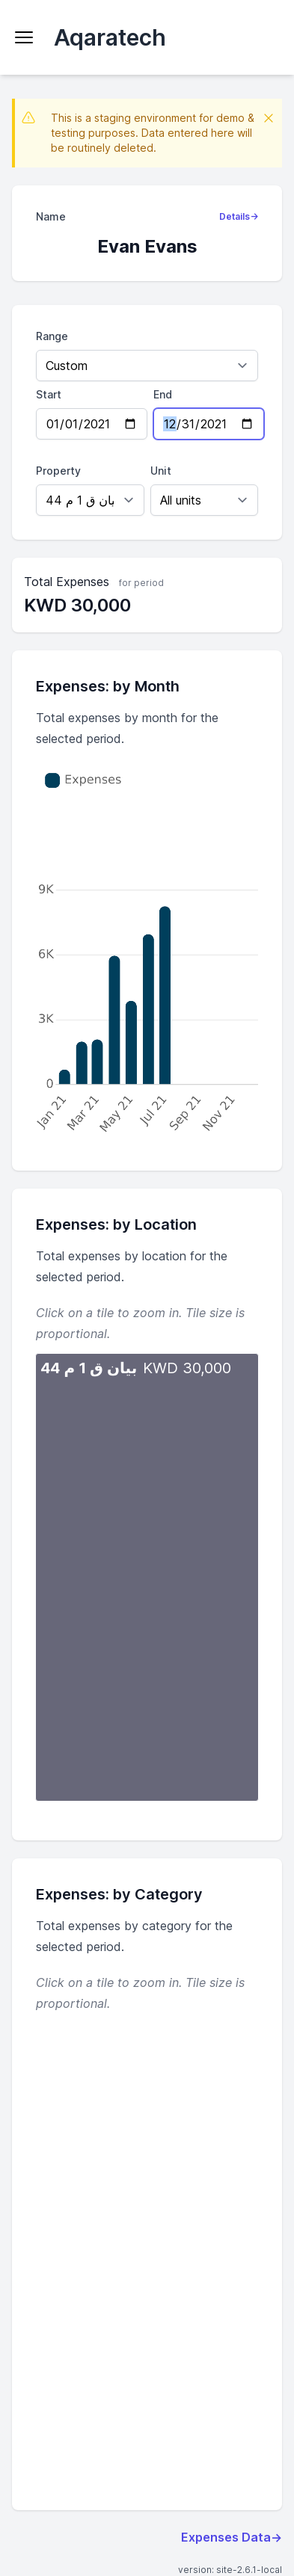 Aqaratech
This is a staging environment for demo &
testing purposes. Data entered here will
be routinely deleted.
Name
Details→
Evan Evans
Range
Custom
Start
End
01/01/2021
12/31/2021
Property
Unit
بيان ق 1 م 44
All units
Total Expenses for period
KWD 30,000
Expenses: by Month
Total expenses by month for the
selected period.
Expenses
9K
6K
3K
0
Jan 21
Mar 21
May 21
Jul 21
Sep 21
Nov 21
Expenses: by Location
Total expenses by location for the
selected period.
Click on a tile to zoom in. Tile size is
proportional.
بيان ق 1 م 44 KWD 30,000
Expenses: by Category
Total expenses by category for the
selected period.
Click on a tile to zoom in. Tile size is
proportional.
Expenses Data→
version: site-2.6.1-local